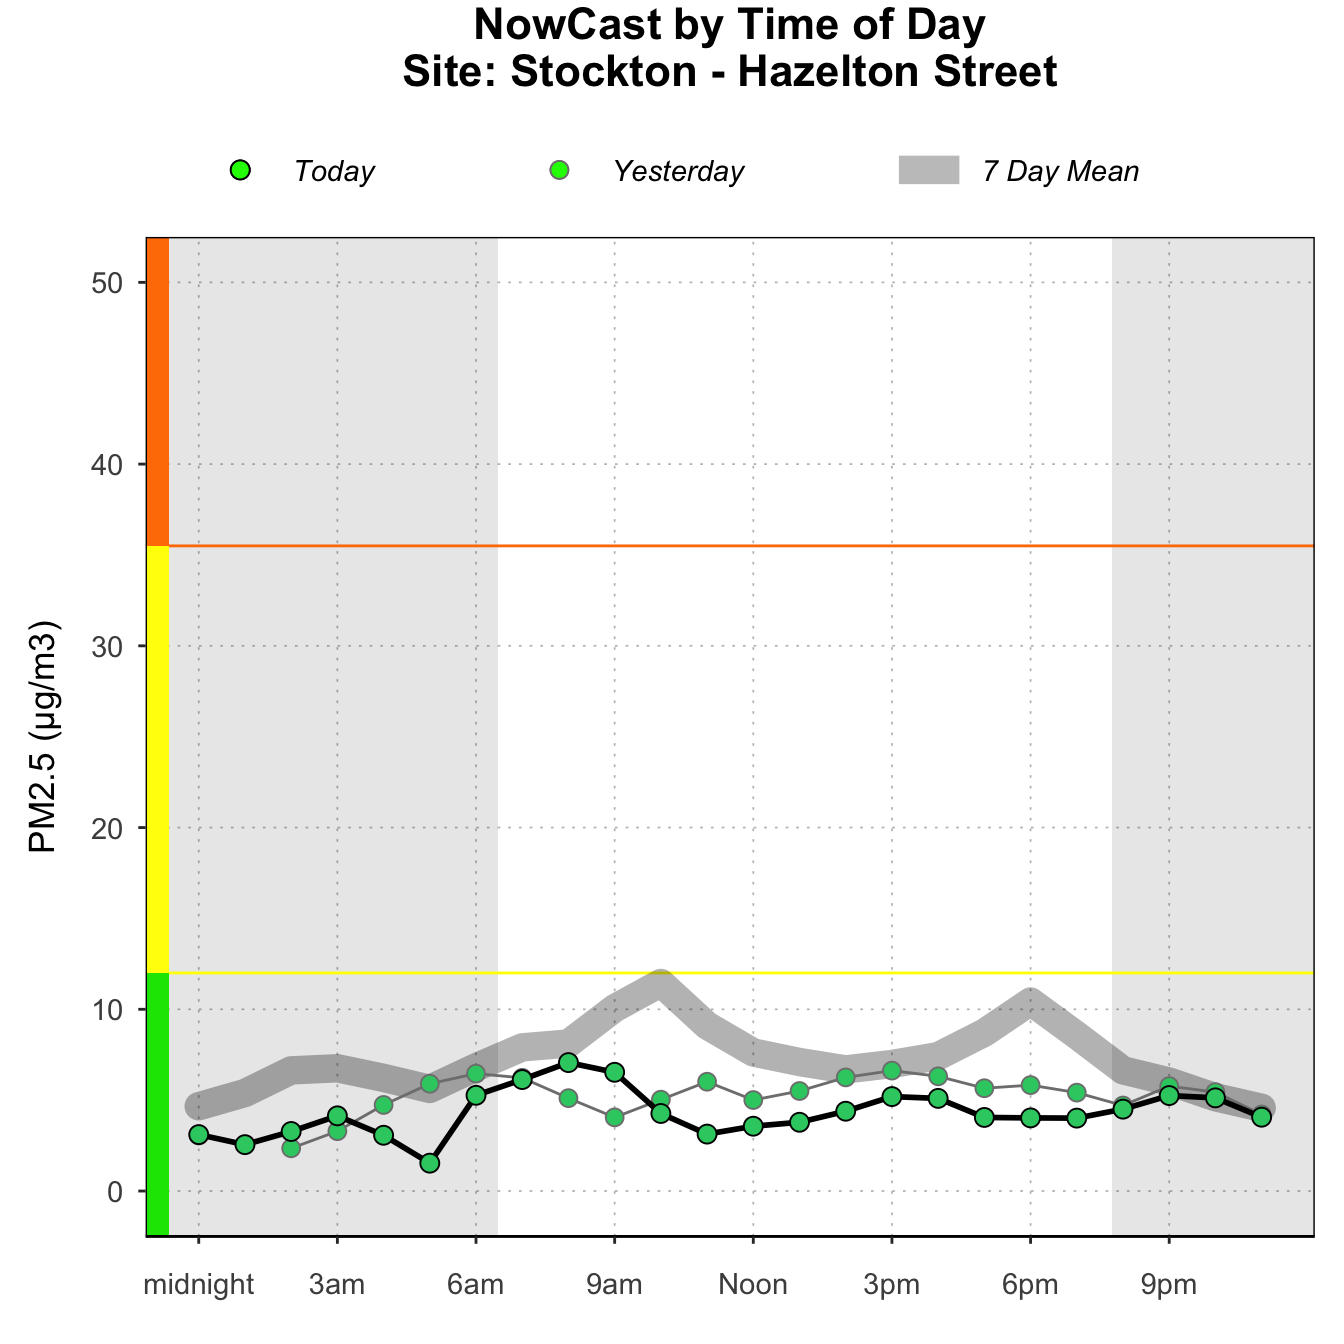 NowCast by Time of Day
Site: Stockton - Hazelton Street
Today
Yesterday
7 Day Mean
50
40
30
20
10
0
PM2.5 (µg/m3)
midnight
3am
6am
9am
Noon
3pm
6pm
9pm